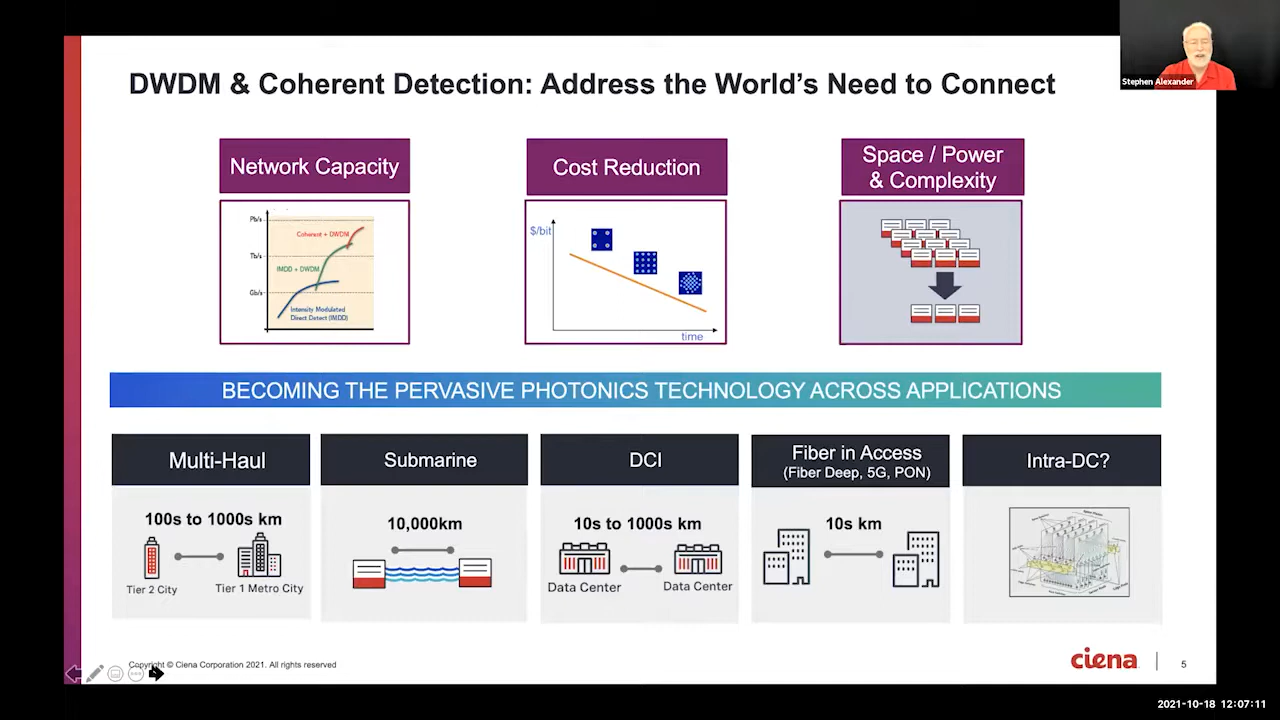 Stephen Alexander
DWDM & Coherent Detection: Address the World's Need to Connect
Network Capacity
Pb/s
Tb/s
Gb/s
Coherent + DWDM
IMDD + DWDM
Intensity Modulated
Direct Detect (IMDD)
Cost Reduction
$/bit
time
Space / Power
& Complexity
BECOMING THE PERVASIVE PHOTONICS TECHNOLOGY ACROSS APPLICATIONS
Multi-Haul
100s to 1000s km
Tier 2 City
Tier 1 Metro City
Submarine
10,000km
DCI
10s to 1000s km
Data Center
Data Center
Fiber in Access
(Fiber Deep, 5G, PON)
10s km
Intra-DC?
Copyright © Ciena Corporation 2021. All rights reserved
ciena
5
2021-10-18 12:07:11